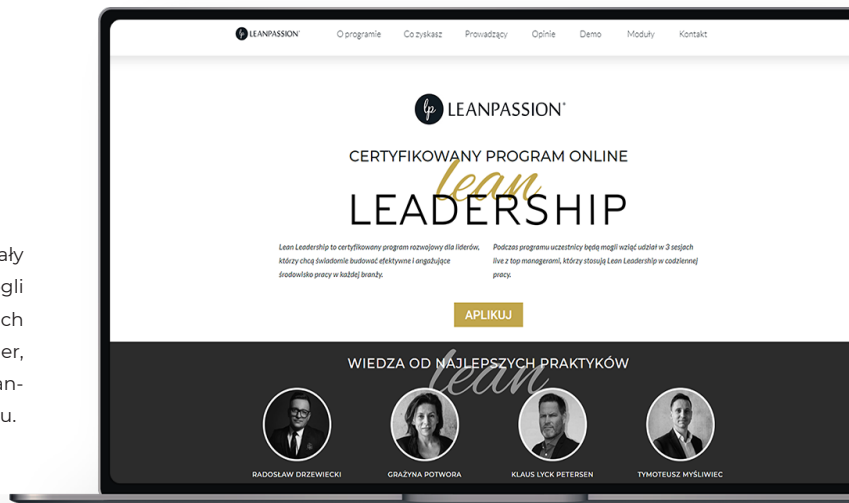 LEANPASSION®
O programie Co zyskasz Prowadzący Opinie Demo Moduły Kontakt
lp LEANPASSION®
CERTYFIKOWANY PROGRAM ONLINE
lean
LEADERSHIP
Lean Leadership to certyfikowany program rozwojowy dla liderów,
którzy chcą świadomie budować efektywne i angażujące
środowisko pracy w każdej branży.
Podczas programu uczestnicy będą mogli wziąć udział w 3 sesjach
live z top managerami, którzy stosują Lean Leadership w codziennej
pracy.
APLIKUJ
WIEDZA OD NAJLEPSZYCH PRAKTYKÓW
lean
RADOSŁAW DRZEWIECKI
GRAŻYNA POTWORA
KLAUS LYCK PETERSEN
TYMOTEUSZ MYŚLIWIEC
ały
gli
ch
er,
an-
u.